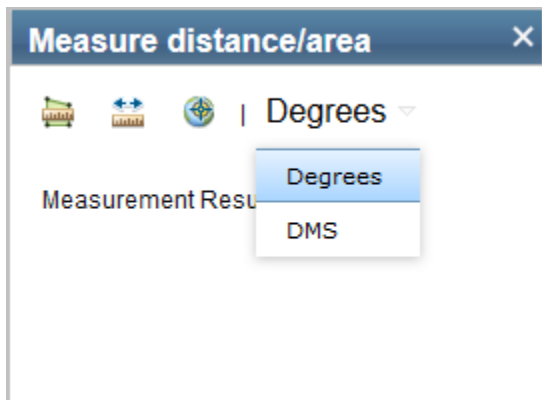 Measure distance/area
| Degrees
Degrees
Measurement Resu
DMS